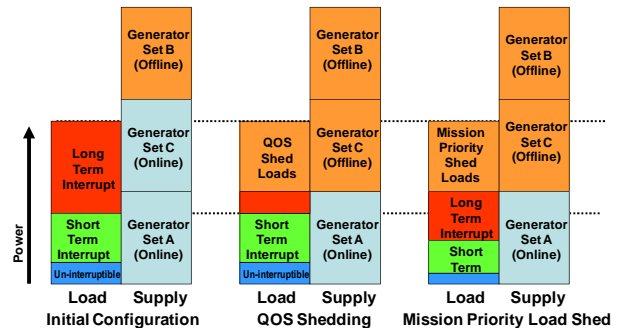 Generator
Set B
(Offline)
Generator
Set C
(Online)
Generator
Set A
(Online)
Long
Term
Interrupt
Short
Term
Interrupt
Un-interruptible
Load
Supply
Initial Configuration
Generator
Set B
(Offline)
Generator
Set C
(Offline)
Generator
Set A
(Online)
QOS
Shed
Loads
Short
Term
Interrupt
Un-interruptible
Load
Supply
QOS Shedding
Generator
Set B
(Offline)
Generator
Set C
(Offline)
Generator
Set A
(Online)
Mission
Priority
Shed
Loads
Long
Term
Interrupt
Short
Term
Load
Supply
Mission Priority Load Shed
Power